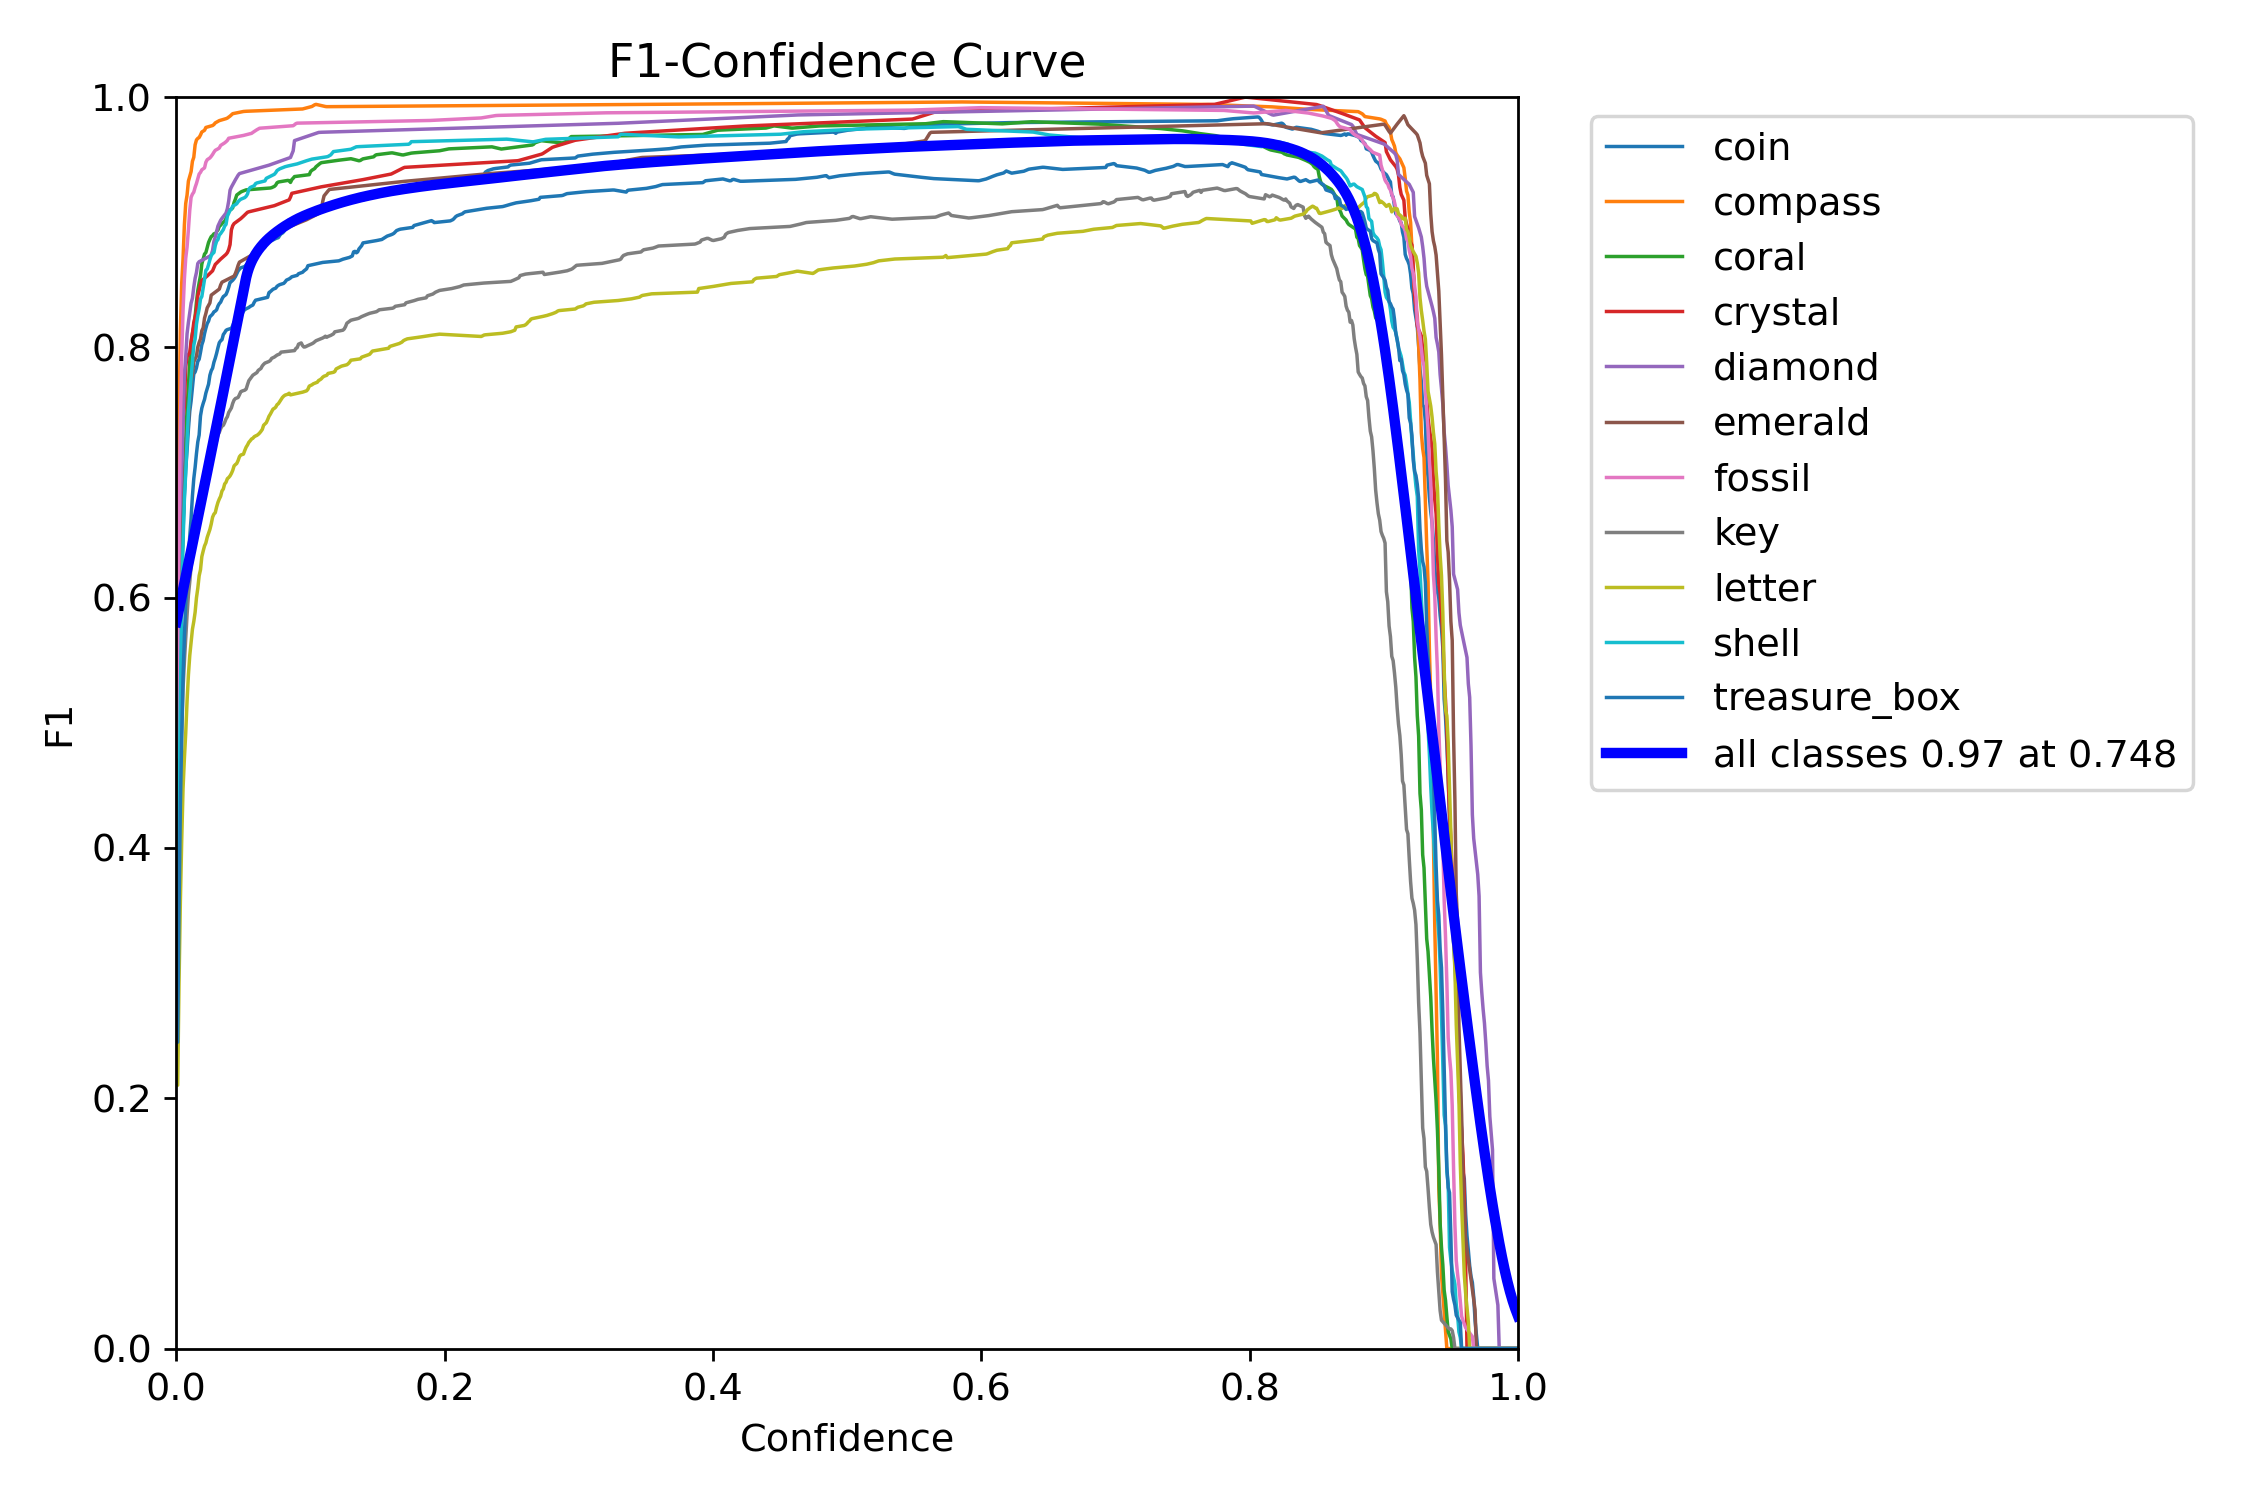 F1-Confidence Curve
1.0
0.8
0.6
0.4
0.2
0.0
F1
0.0 0.2 0.4 0.6 0.8 1.0
Confidence
coin
compass
coral
crystal
diamond
emerald
fossil
key
letter
shell
treasure_box
all classes 0.97 at 0.748